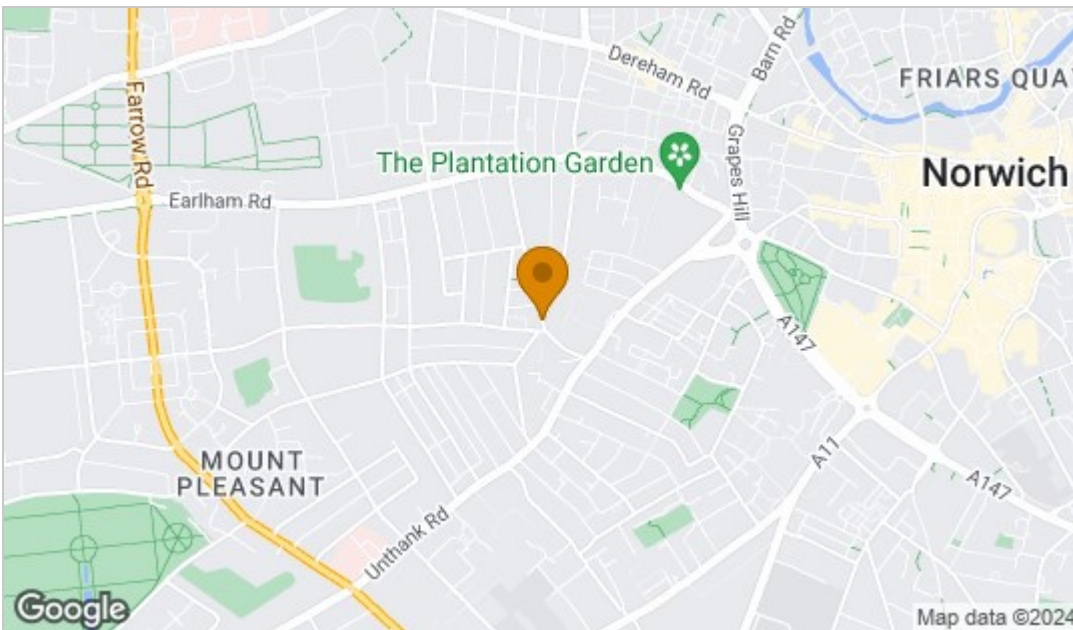 Barn Rd
Dereham Rd
FRIARS QUA
Farrow Rd
Grapes Hill
The Plantation Garden
Norwich
Earlham Rd
A147
MOUNT
PLEASANT
A11
A147
Unthank Rd
Google
Map data ©2024